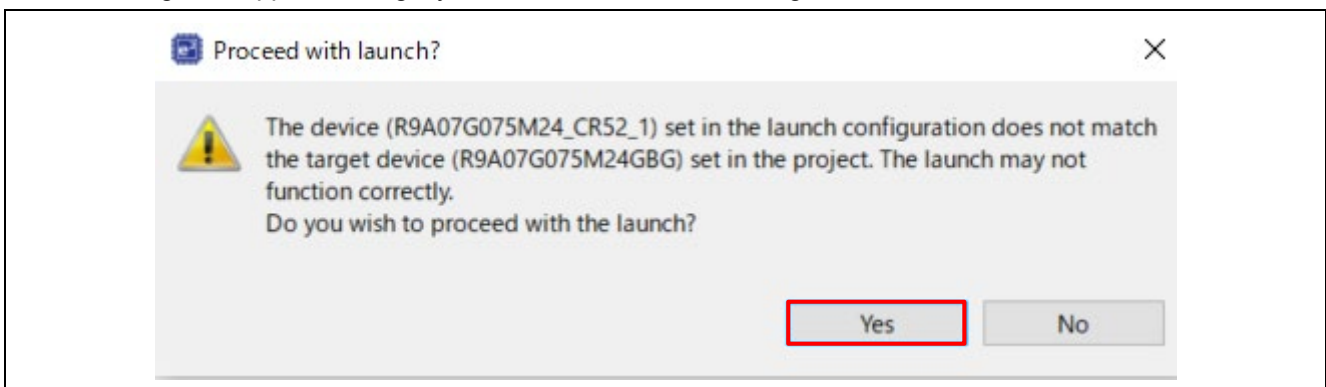 Proceed with launch?
The device (R9A07G075M24_CR52_1) set in the launch configuration does not match
the target device (R9A07G075M24GBG) set in the project. The launch may not
function correctly.
Do you wish to proceed with the launch?
Yes
No